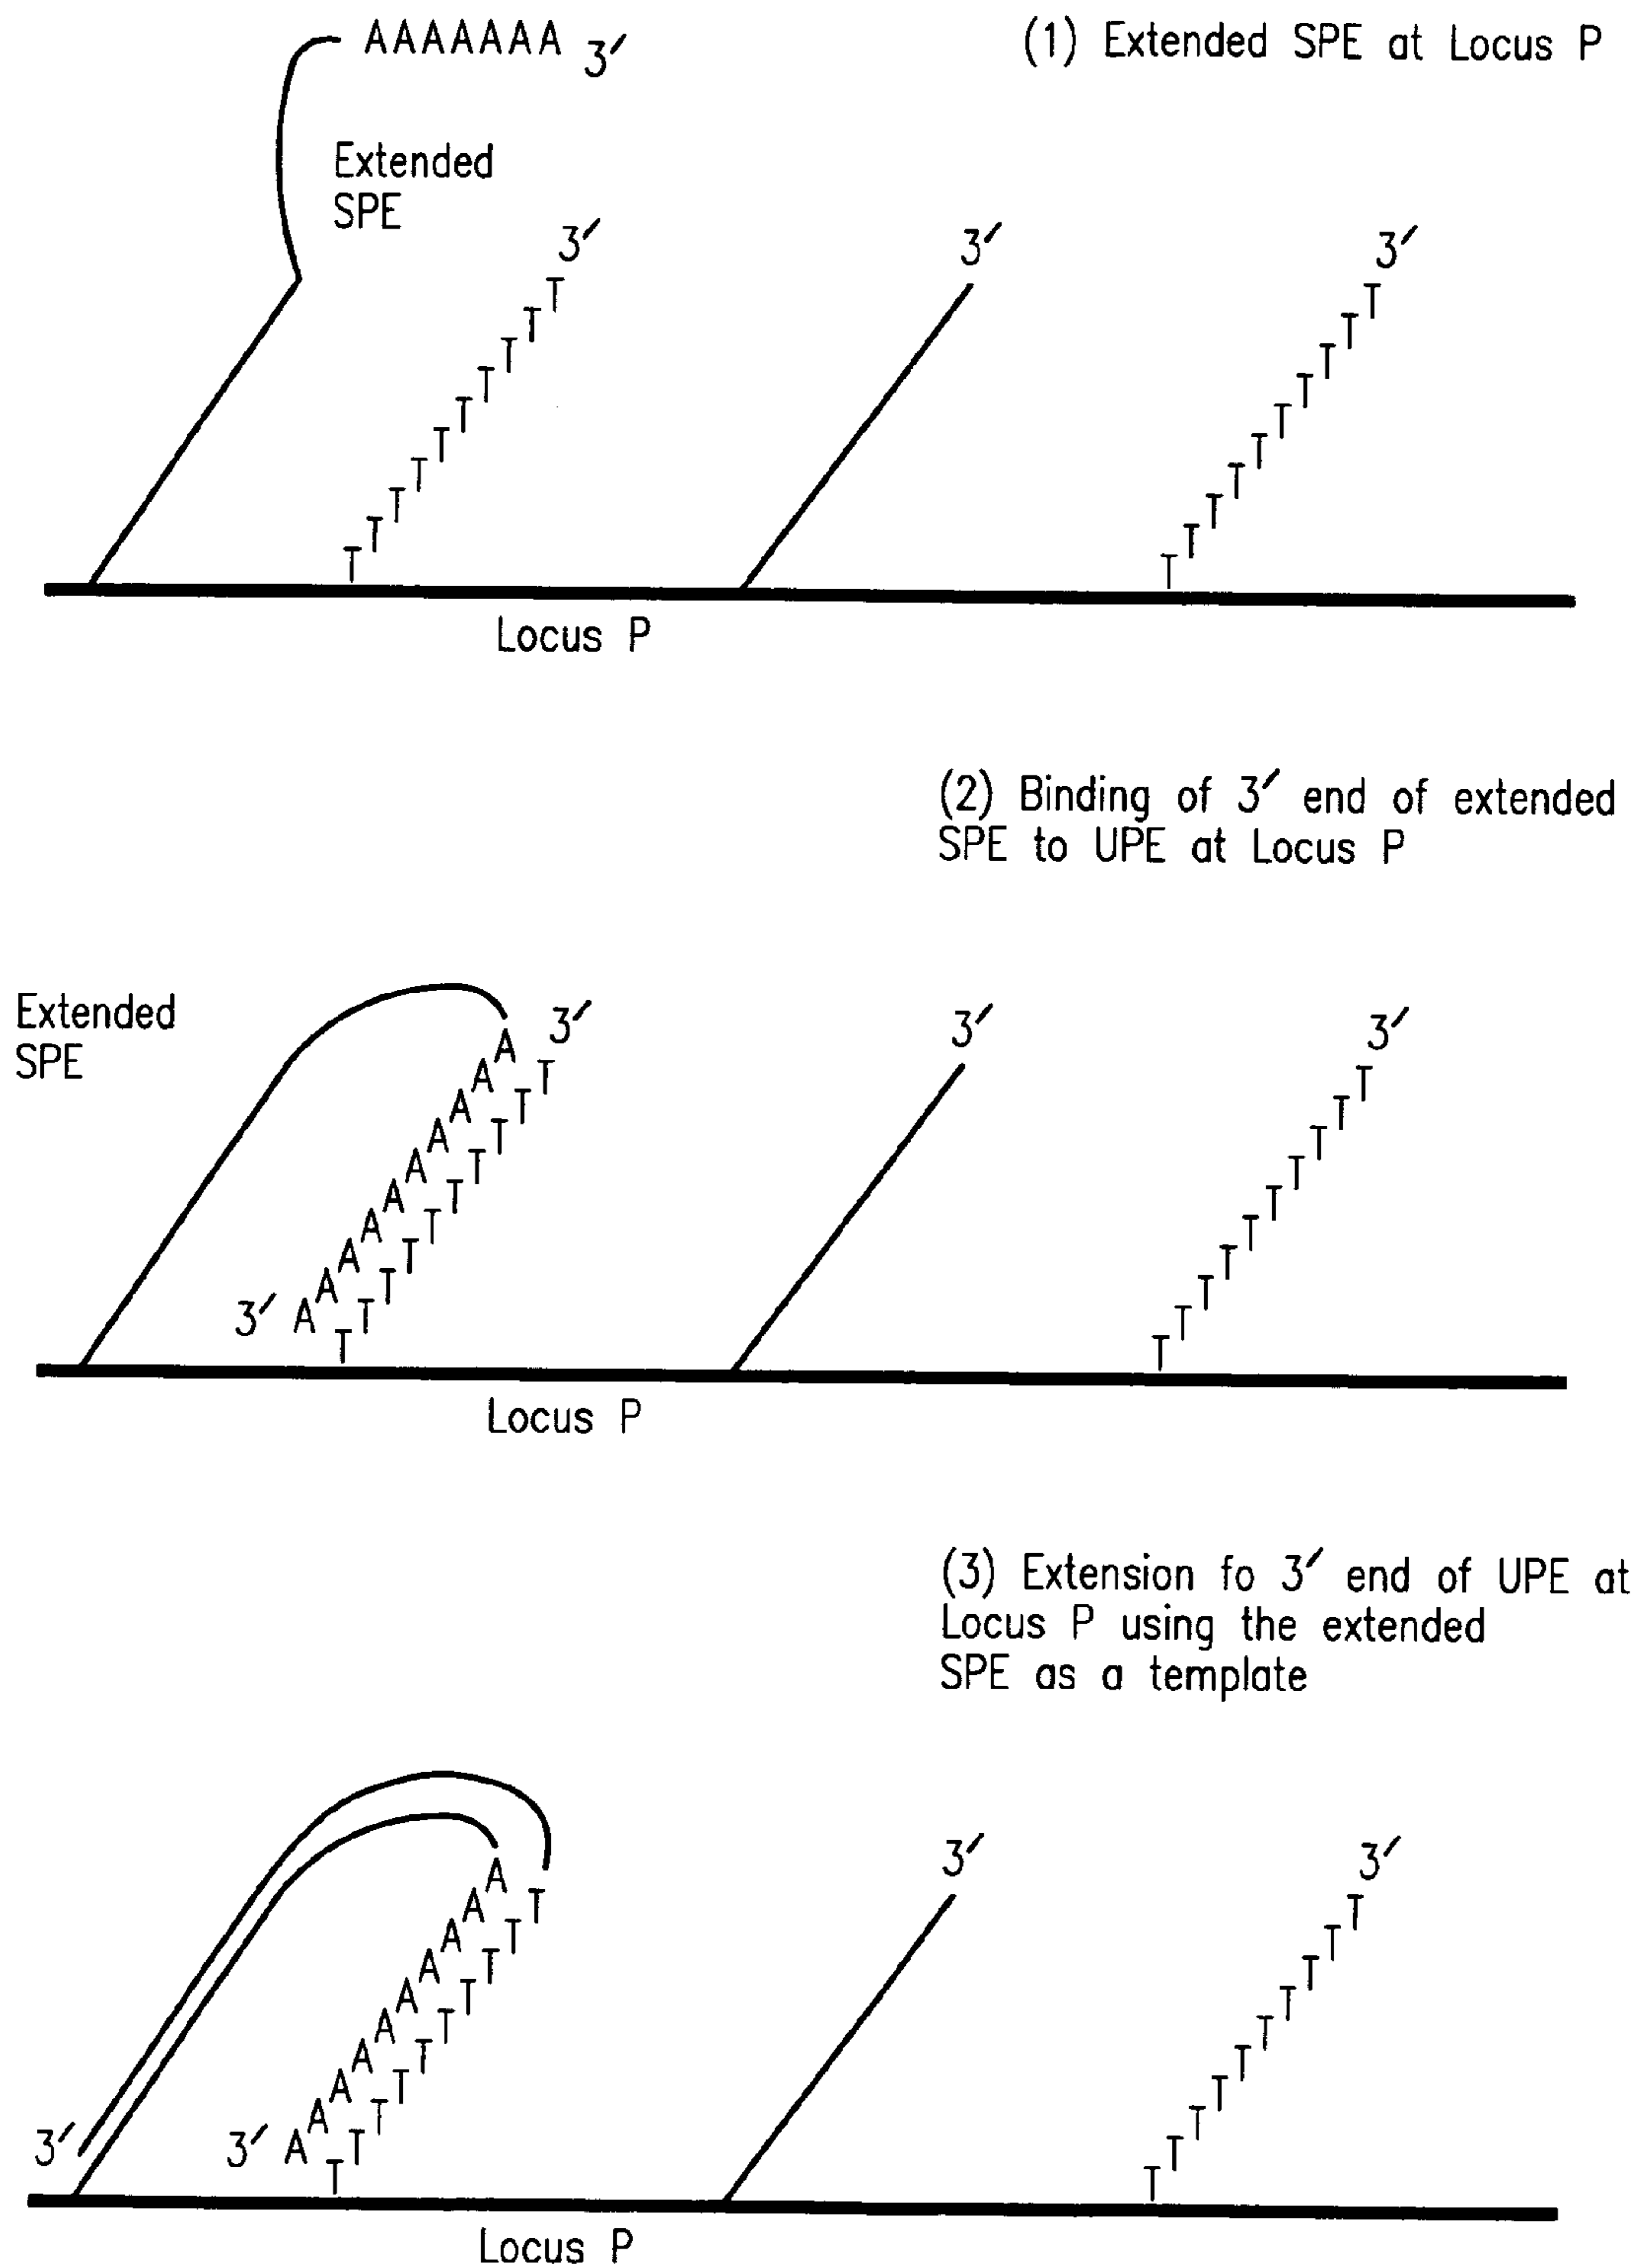 AAAAAAA 3′
(1) Extended SPE at Locus P
Extended
SPE
3′
TTTTTTTTTT
3′
3′
TTTTTTTTTT
Locus P
(2) Binding of 3′ end of extended
SPE to UPE at Locus P
Extended
SPE
3′
AAAAAAAAAA
3′
TTTTTTTTTT
3′
3′
TTTTTTTTTT
Locus P
(3) Extension fo 3′ end of UPE at
Locus P using the extended
SPE as a template
3′
3′
AAAAAAAAAA
TTTTTTTTTT
3′
3′
TTTTTTTTTT
Locus P